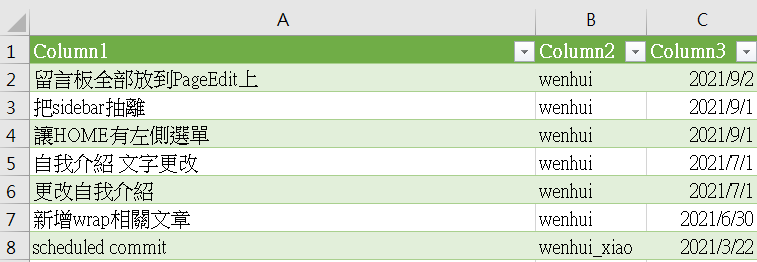 A B C
1 Column1 Column2 Column3
2 留言板全部放到PageEdit上 wenhui 2021/9/2
3 把sidebar抽離 wenhui 2021/9/1
4 讓HOME有左側選單 wenhui 2021/9/1
5 自我介紹 文字更改 wenhui 2021/7/1
6 更改自我介紹 wenhui 2021/7/1
7 新增wrap相關文章 wenhui 2021/6/30
8 scheduled commit wenhui_xiao 2021/3/22